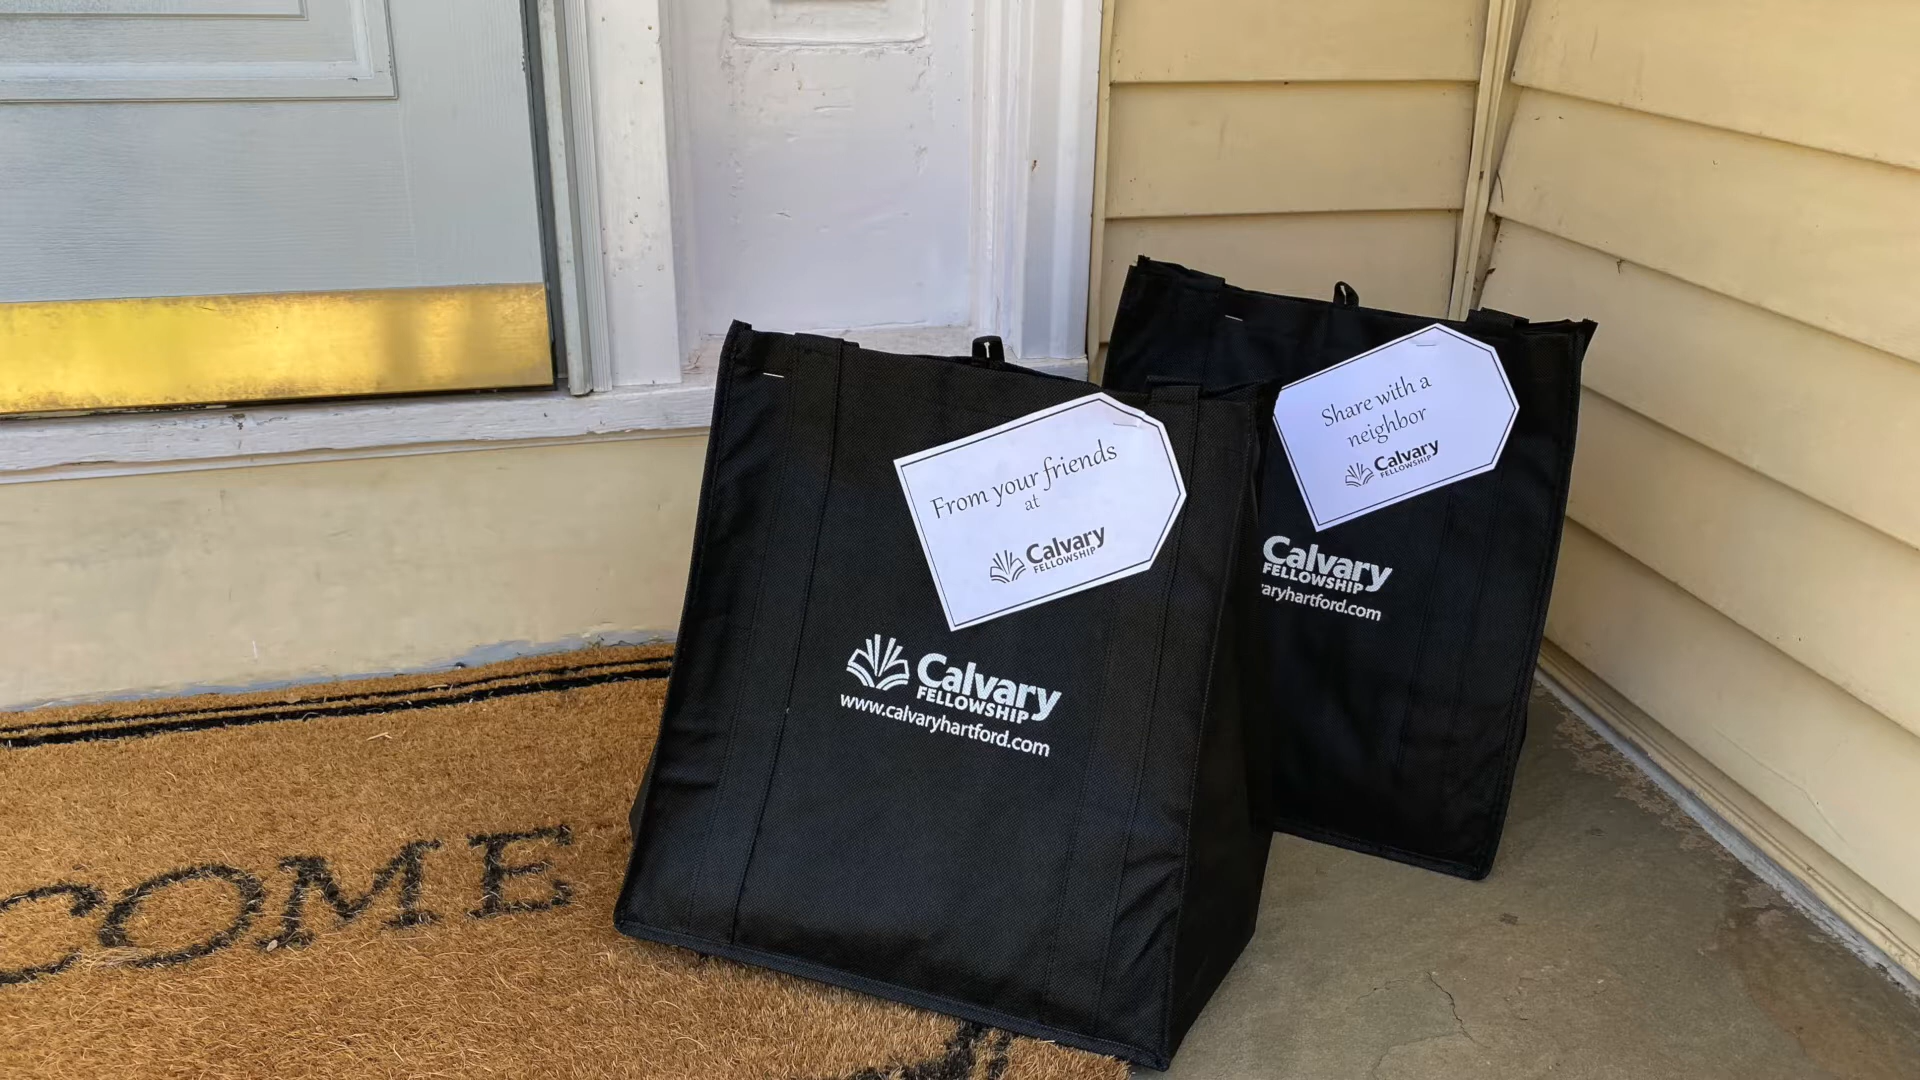 From your friends
at
Calvary
FELLOWSHIP
Calvary
FELLOWSHIP
www.calvaryhartford.com
Share with a
neighbor
Calvary
FELLOWSHIP
Calvary
FELLOWSHIP
aryhartford.com
COME